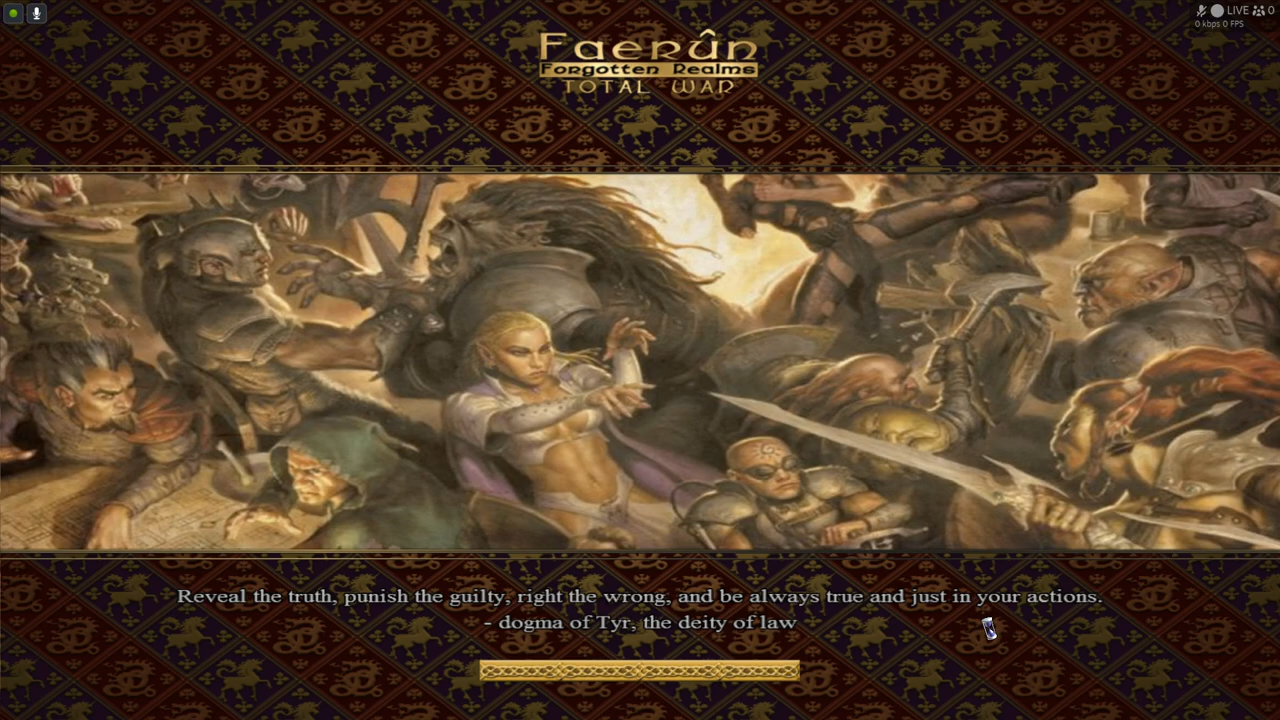 LIVE 0
0 kbps 0 FPS
Faerûn
Forgotten Realms
TOTAL WAR
Reveal the truth, punish the guilty, right the wrong, and be always true and just in your actions.
- dogma of Tyr, the deity of law